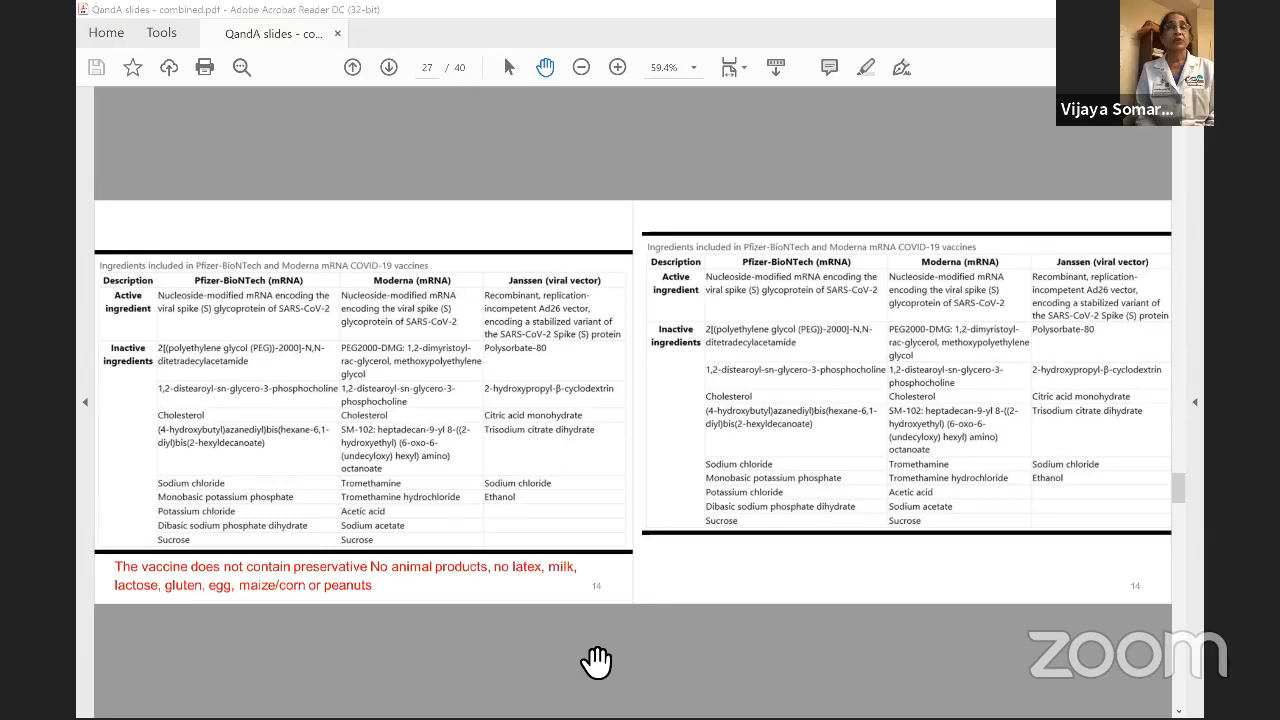 QandA slides - combined.pdf - Adobe Acrobat Reader DC (32-bit)
Home Tools QandA slides - co... ×
27 / 40 59.4%
Vijaya Somar...
Ingredients included in Pfizer-BioNTech and Moderna mRNA COVID-19 vaccines
Description Pfizer-BioNTech (mRNA) Moderna (mRNA) Janssen (viral vector)
Active Nucleoside-modified mRNA encoding the Nucleoside-modified mRNA Recombinant, replication-
ingredient viral spike (S) glycoprotein of SARS-CoV-2 encoding the viral spike (S) incompetent Ad26 vector,
glycoprotein of SARS-CoV-2 encoding a stabilized variant of
the SARS-CoV-2 Spike (S) protein
Inactive 2[(polyethylene glycol (PEG))-2000]-N,N- PEG2000-DMG: 1,2-dimyristoyl- Polysorbate-80
ingredients ditetradecylacetamide rac-glycerol, methoxypolyethylene
glycol
1,2-distearoyl-sn-glycero-3-phosphocholine 1,2-distearoyl-sn-glycero-3- 2-hydroxypropyl-β-cyclodextrin
phosphocholine
Cholesterol Cholesterol Citric acid monohydrate
(4-hydroxybutyl)azanediyl)bis(hexane-6,1- SM-102: heptadecan-9-yl 8-((2- Trisodium citrate dihydrate
diyl)bis(2-hexyldecanoate) hydroxyethyl) (6-oxo-6-
(undecyloxy) hexyl) amino)
octanoate
Sodium chloride Tromethamine Sodium chloride
Monobasic potassium phosphate Tromethamine hydrochloride Ethanol
Potassium chloride Acetic acid
Dibasic sodium phosphate dihydrate Sodium acetate
Sucrose Sucrose
The vaccine does not contain preservative No animal products, no latex, milk,
lactose, gluten, egg, maize/corn or peanuts
14
Ingredients included in Pfizer-BioNTech and Moderna mRNA COVID-19 vaccines
Description Pfizer-BioNTech (mRNA) Moderna (mRNA) Janssen (viral vector)
Active Nucleoside-modified mRNA encoding the Nucleoside-modified mRNA Recombinant, replication-
ingredient viral spike (S) glycoprotein of SARS-CoV-2 encoding the viral spike (S) incompetent Ad26 vector,
glycoprotein of SARS-CoV-2 encoding a stabilized variant of
the SARS-CoV-2 Spike (S) protein
Inactive 2[(polyethylene glycol (PEG))-2000]-N,N- PEG2000-DMG: 1,2-dimyristoyl- Polysorbate-80
ingredients ditetradecylacetamide rac-glycerol, methoxypolyethylene
glycol
1,2-distearoyl-sn-glycero-3-phosphocholine 1,2-distearoyl-sn-glycero-3- 2-hydroxypropyl-β-cyclodextrin
phosphocholine
Cholesterol Cholesterol Citric acid monohydrate
(4-hydroxybutyl)azanediyl)bis(hexane-6,1- SM-102: heptadecan-9-yl 8-((2- Trisodium citrate dihydrate
diyl)bis(2-hexyldecanoate) hydroxyethyl) (6-oxo-6-
(undecyloxy) hexyl) amino)
octanoate
Sodium chloride Tromethamine Sodium chloride
Monobasic potassium phosphate Tromethamine hydrochloride Ethanol
Potassium chloride Acetic acid
Dibasic sodium phosphate dihydrate Sodium acetate
Sucrose Sucrose
14
zoom